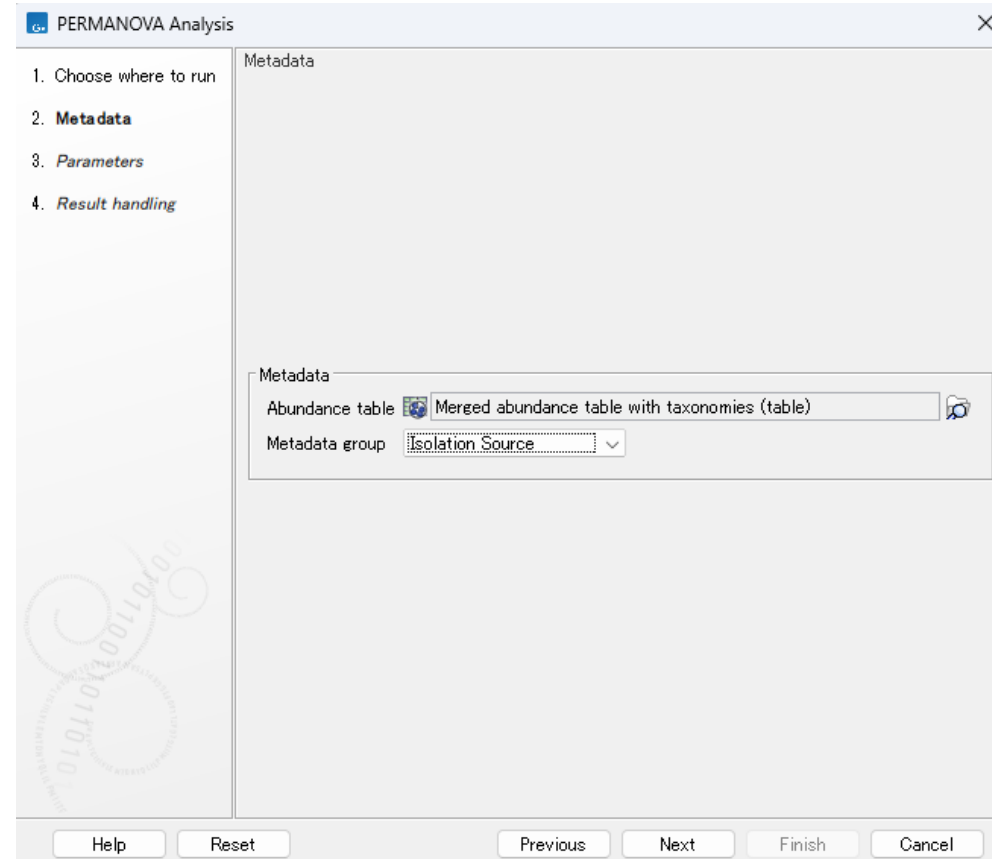 PERMANOVA Analysis
1. Choose where to run
2. Metadata
3. Parameters
4. Result handling
Metadata
Metadata
Abundance table Merged abundance table with taxonomies (table)
Metadata group Isolation Source
Help Reset Previous Next Finish Cancel